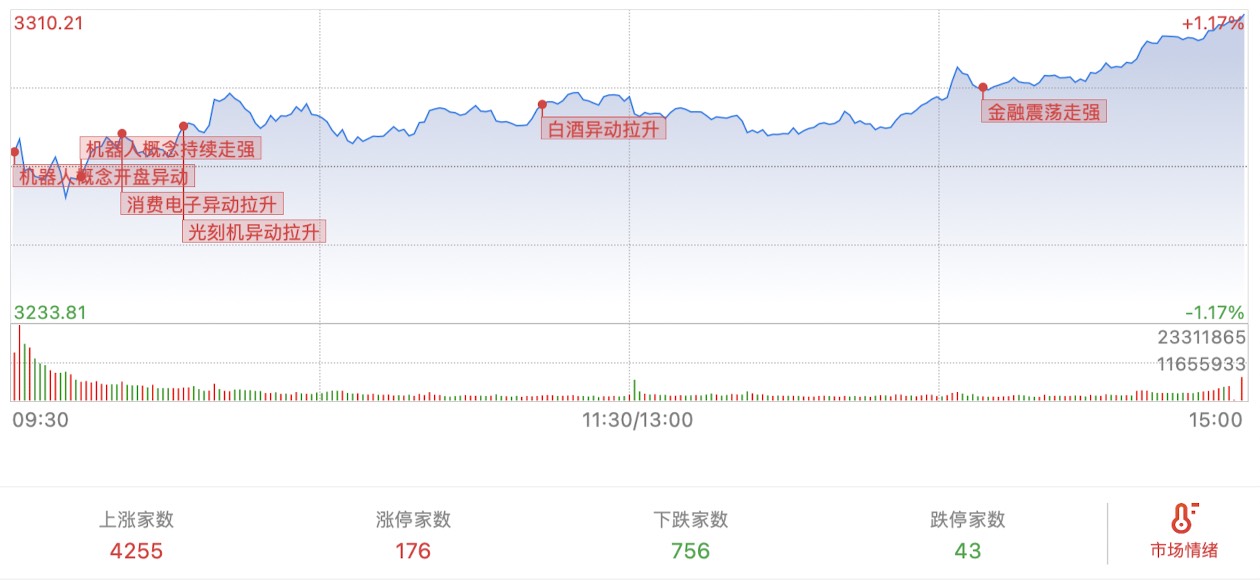 3310.21
+1.17%
机器人概念持续走强
机器人概念开盘异动
消费电子异动拉升
光刻机异动拉升
白酒异动拉升
金融震荡走强
3233.81
-1.17%
23311865
11655933
09:30
11:30/13:00
15:00
上涨家数
涨停家数
下跌家数
跌停家数
4255
176
756
43
市场情绪